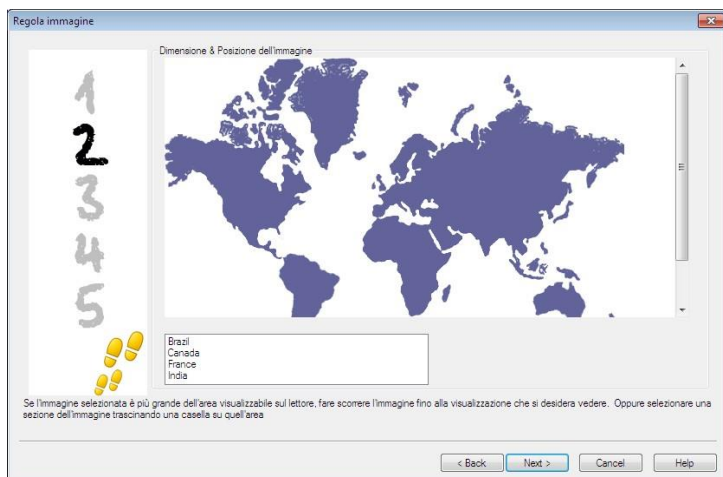 Regola immagine
Dimensione & Posizione dell'immagine
1
2
3
4
5
Brazil
Canada
France
India
Se l'immagine selezionata è più grande dell'area visualizzabile sul lettore, fare scorrere l'immagine fino alla visualizzazione che si desidera vedere.  Oppure selezionare una
sezione dell'immagine trascinando una casella su quell'area
< Back
Next >
Cancel
Help